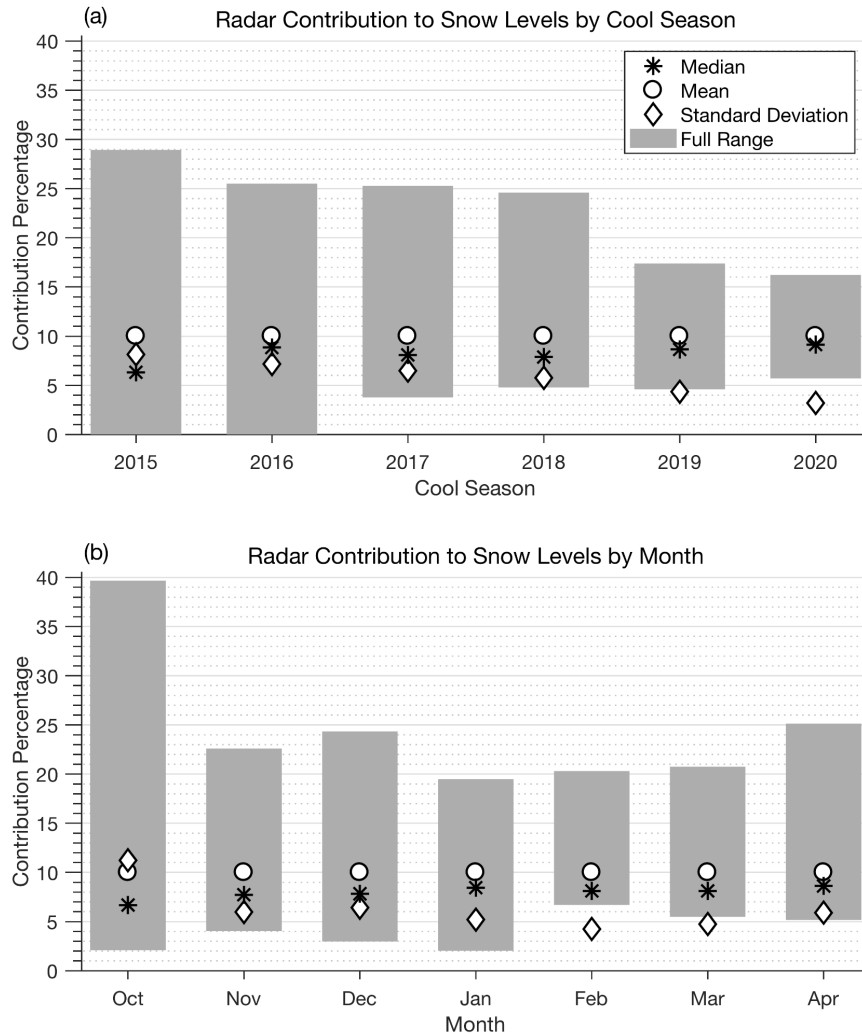 (a)
Radar Contribution to Snow Levels by Cool Season
40
35
30
25
20
15
10
5
0
Contribution Percentage
Median
Mean
Standard Deviation
Full Range
2015 2016 2017 2018 2019 2020
Cool Season
(b)
Radar Contribution to Snow Levels by Month
40
35
30
25
20
15
10
5
0
Contribution Percentage
Oct Nov Dec Jan Feb Mar Apr
Month